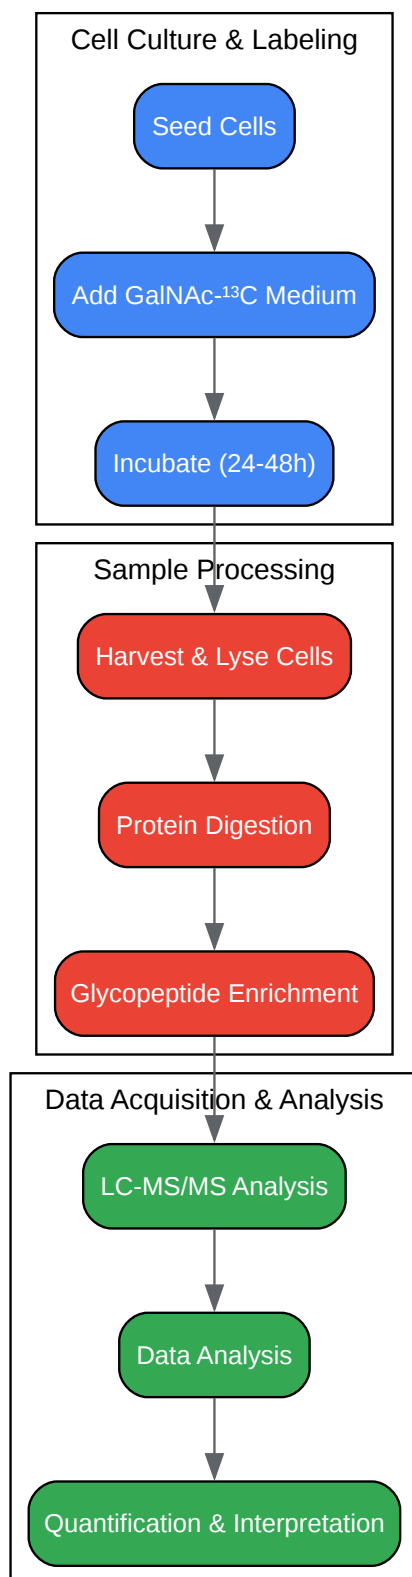 Cell Culture & Labeling
Seed Cells
Add GalNAc-¹³C Medium
Incubate (24-48h)
Sample Processing
Harvest & Lyse Cells
Protein Digestion
Glycopeptide Enrichment
Data Acquisition & Analysis
LC-MS/MS Analysis
Data Analysis
Quantification & Interpretation